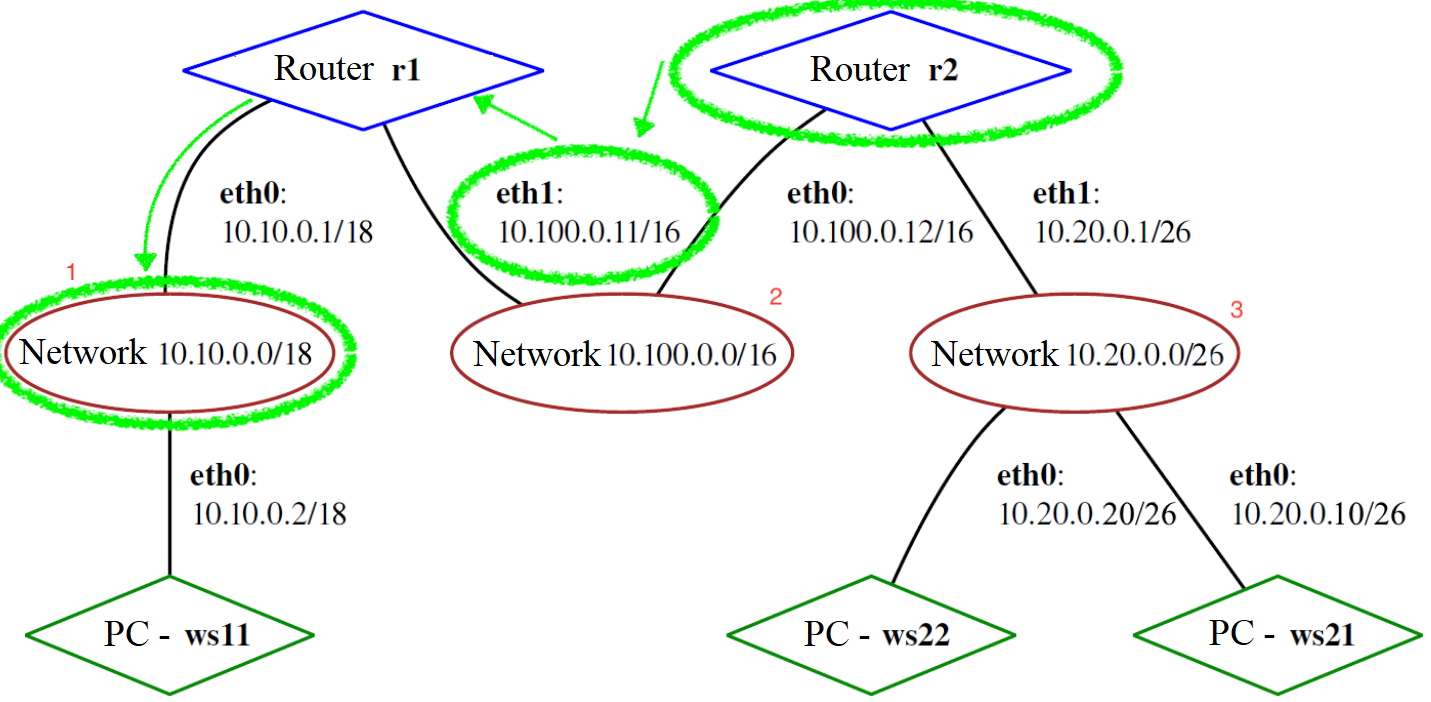 Router r1
Router r2
eth0:
10.10.0.1/18
eth1:
10.100.0.11/16
eth0:
10.100.0.12/16
eth1:
10.20.0.1/26
1
2
3
Network 10.10.0.0/18
Network 10.100.0.0/16
Network 10.20.0.0/26
eth0:
10.10.0.2/18
eth0:
10.20.0.20/26
eth0:
10.20.0.10/26
PC - ws11
PC - ws22
PC - ws21